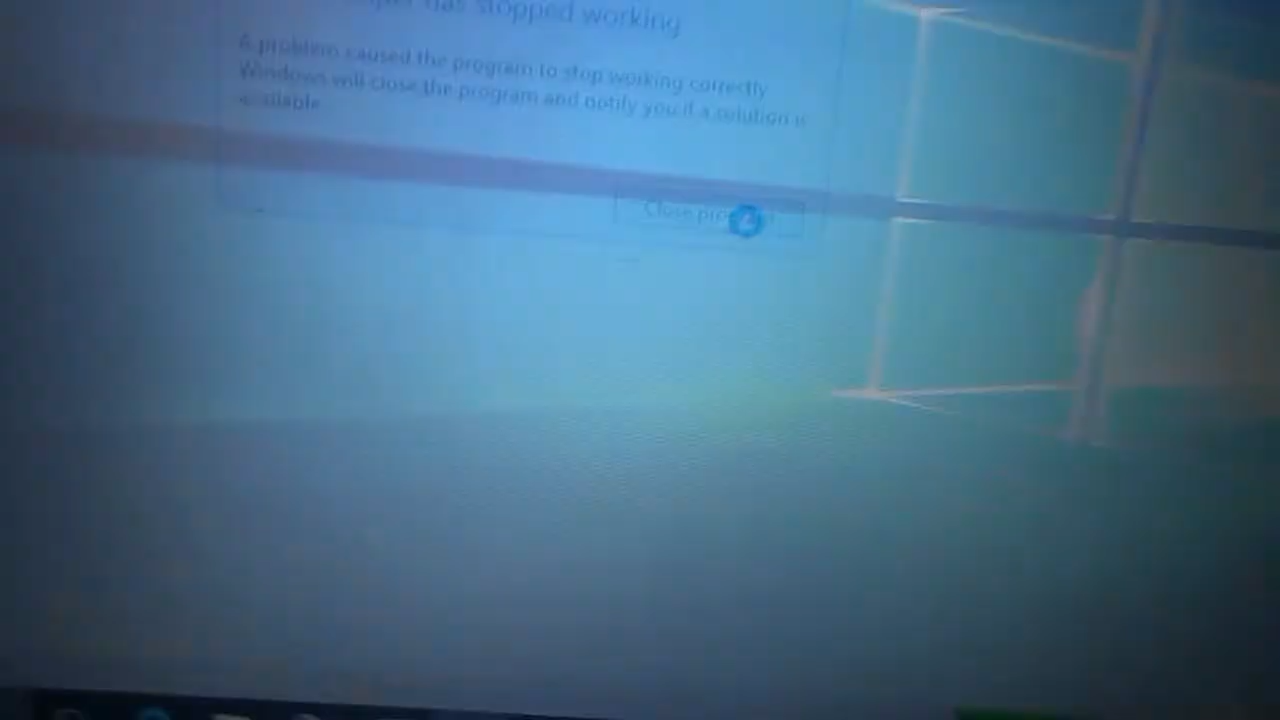 has stopped working
A problem caused the program to stop working correctly
Windows will close the program and notify you if a solution is
available
Close program